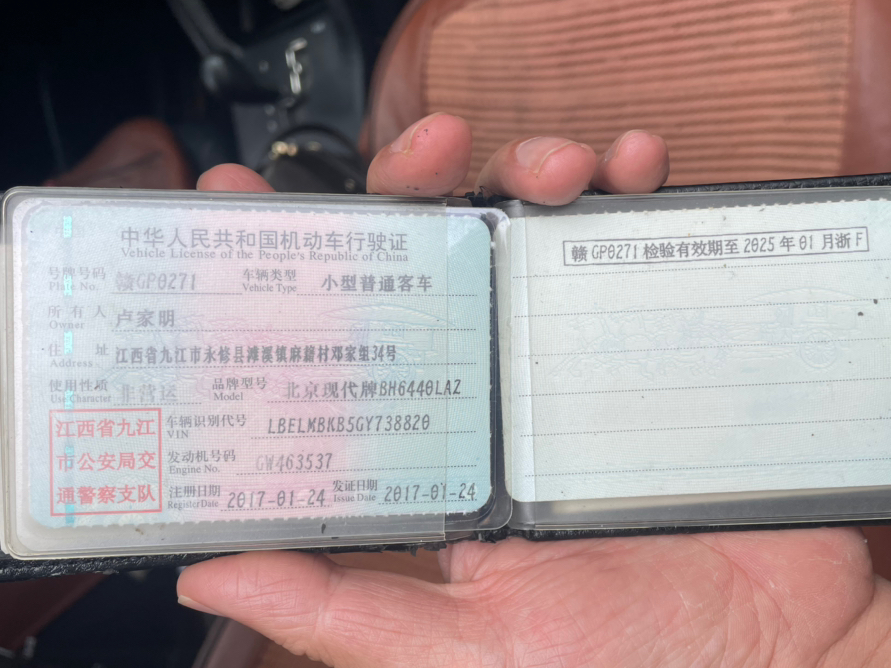 中华人民共和国机动车行驶证
Vehicle License of the People's Republic of China
号牌号码 赣GP0271 车辆类型 小型普通客车
Plate No. Vehicle Type
所有人 卢家明
Owner
住址 江西省九江市永修县滩溪镇麻籍村邓家组34号
Address
使用性质 非营运 品牌型号 北京现代牌BH6440LAZ
Use Character Model
江西省九江
市公安局交
通警察支队
车辆识别代号 LBELMBKB5GY738820
VIN
发动机号码 GW463537
Engine No.
注册日期 2017-01-24 发证日期 2017-01-24
Register Date Issue Date
赣GP0271检验有效期至2025年01月浙F